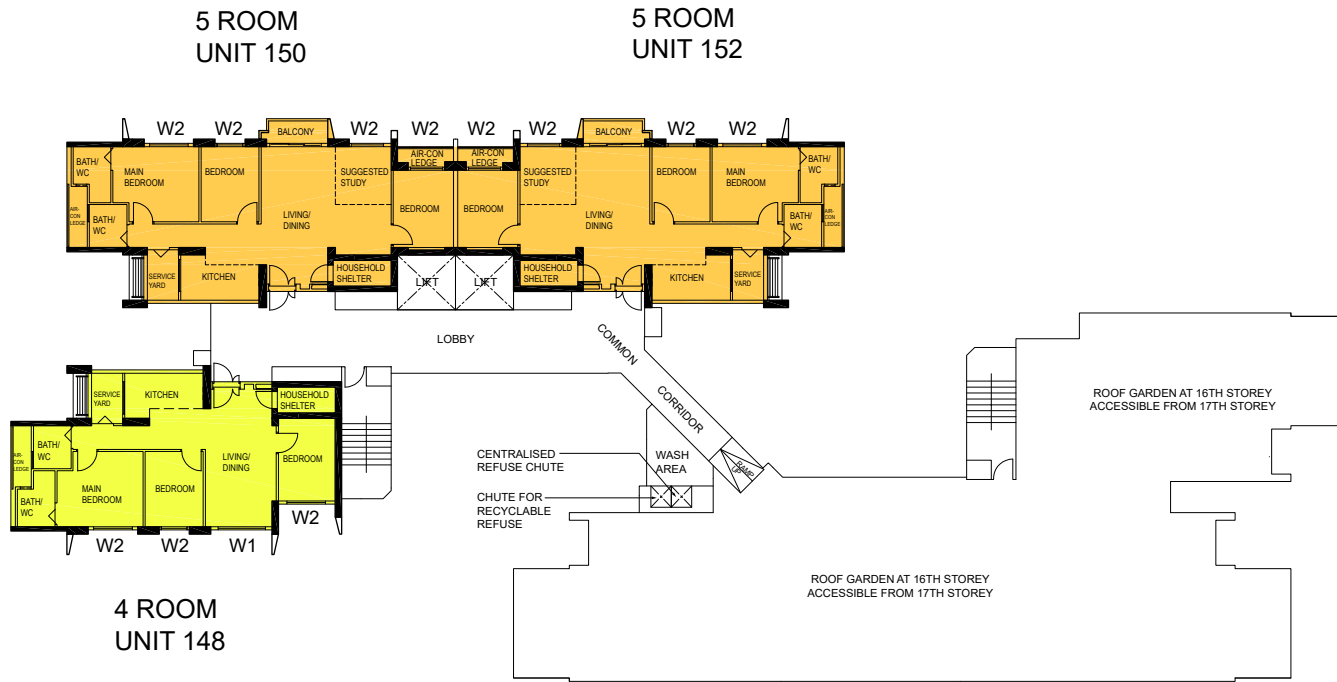 5 ROOM
UNIT 150
5 ROOM
UNIT 152
W2
W2
W2
W2
W2
W2
W2
W2
BALCONY
BALCONY
BATH/
WC
MAIN
BEDROOM
BEDROOM
SUGGESTED
STUDY
AIR-CON
LEDGE
AIR-CON
LEDGE
SUGGESTED
STUDY
BEDROOM
MAIN
BEDROOM
BATH/
WC
AIR-
CON
LEDGE
BATH/
WC
LIVING/
DINING
BEDROOM
BEDROOM
LIVING/
DINING
BATH/
WC
AIR-
CON
LEDGE
SERVICE
YARD
KITCHEN
HOUSEHOLD
SHELTER
LIFT
LIFT
HOUSEHOLD
SHELTER
KITCHEN
SERVICE
YARD
LOBBY
COMMON
CORRIDOR
RAMP
UP
WASH
AREA
CENTRALISED
REFUSE CHUTE
CHUTE FOR
RECYCLABLE
REFUSE
ROOF GARDEN AT 16TH STOREY
ACCESSIBLE FROM 17TH STOREY
ROOF GARDEN AT 16TH STOREY
ACCESSIBLE FROM 17TH STOREY
SERVICE
YARD
KITCHEN
HOUSEHOLD
SHELTER
AIR-
CON
LEDGE
BATH/
WC
LIVING/
DINING
BEDROOM
BATH/
WC
MAIN
BEDROOM
BEDROOM
W2
W2
W1
W2
4 ROOM
UNIT 148